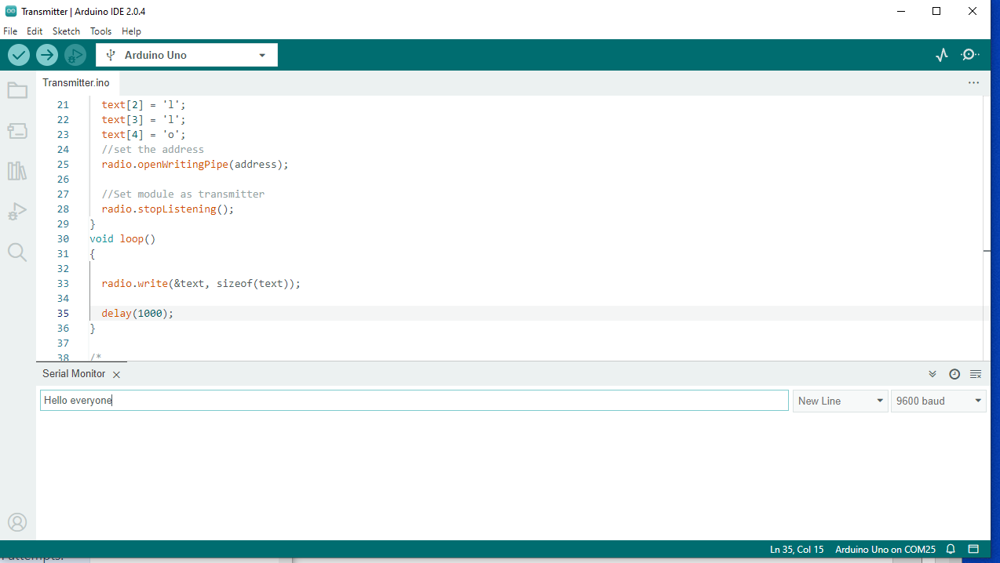 Transmitter | Arduino IDE 2.0.4
File Edit Sketch Tools Help
Arduino Uno
Transmitter.ino
21 text[2] = 'l';
22 text[3] = 'l';
23 text[4] = 'o';
24 //set the address
25 radio.openWritingPipe(address);
26
27 //Set module as transmitter
28 radio.stopListening();
29 }
30 void loop()
31 {
32
33 radio.write(&text, sizeof(text));
34
35 delay(1000);
36 }
37
38 /*
Serial Monitor
Hello everyone New Line 9600 baud
Ln 35, Col 15 Arduino Uno on COM25